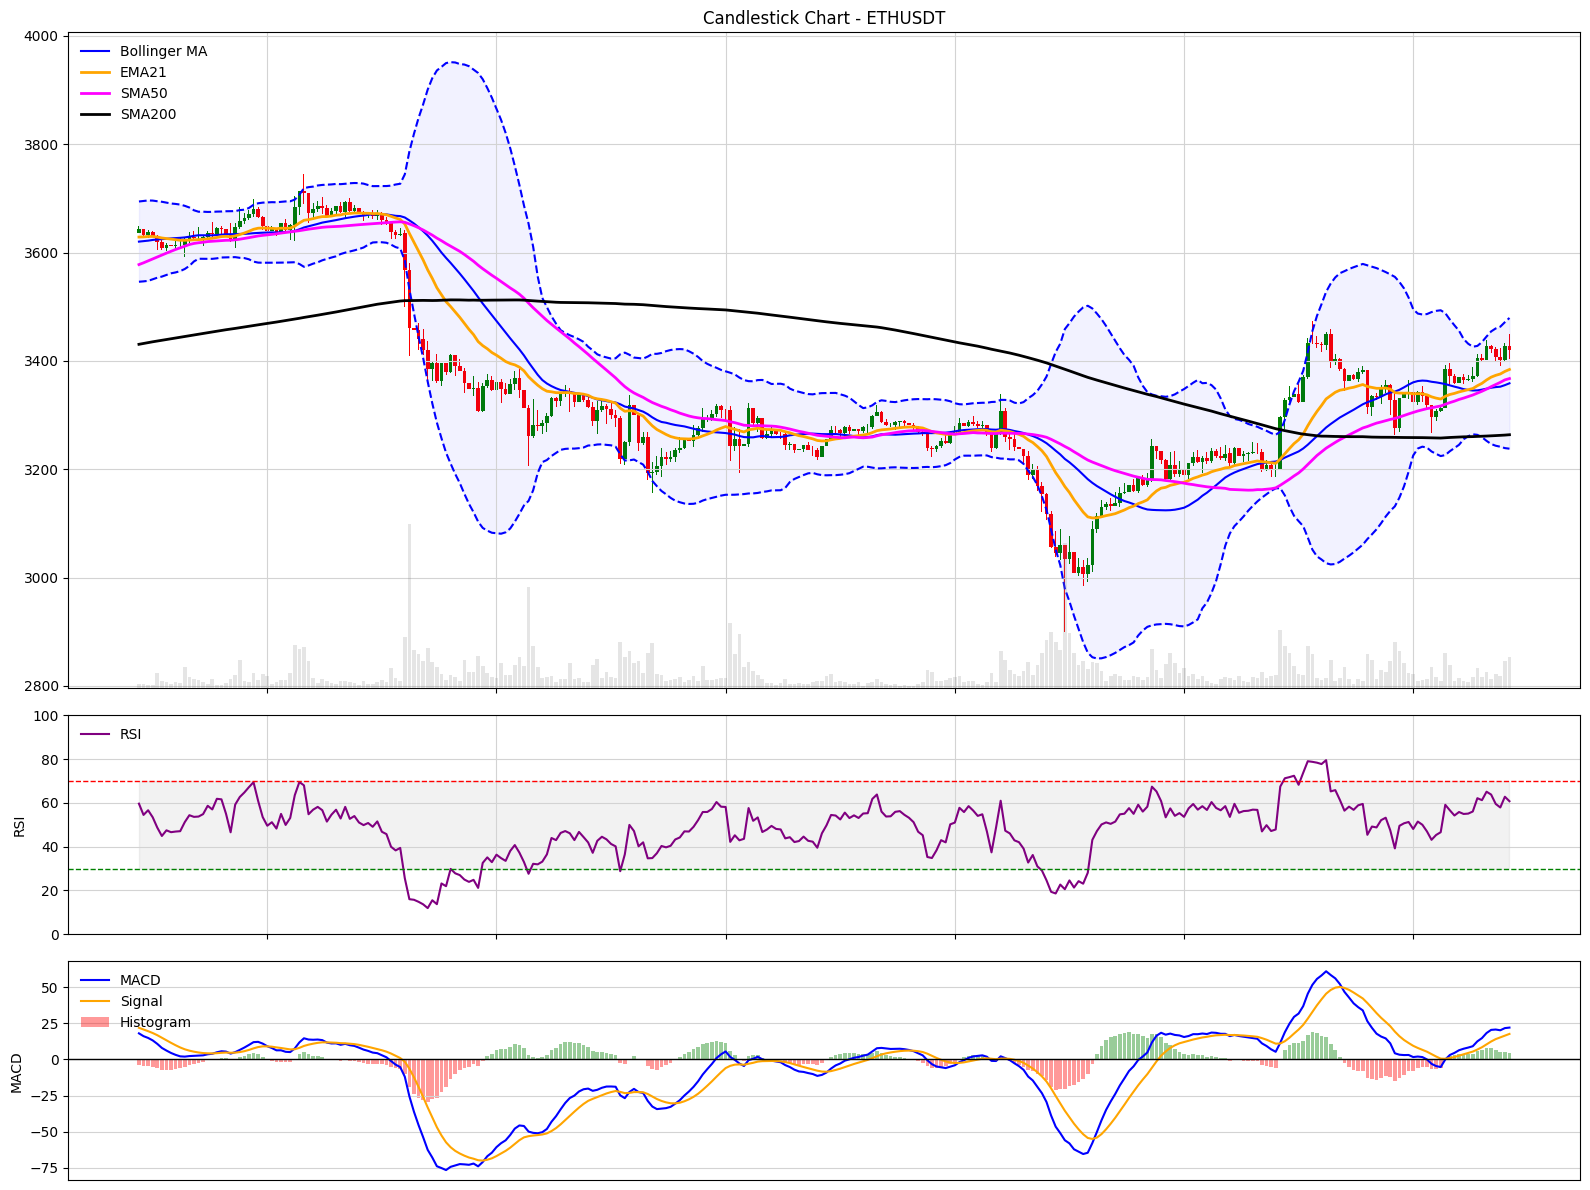 Candlestick Chart - ETHUSDT
4000
3800
3600
3400
3200
3000
2800
Bollinger MA
EMA21
SMA50
SMA200
RSI
100
80
60
40
20
0
RSI
MACD
50
25
0
−25
−50
−75
MACD
Signal
Histogram